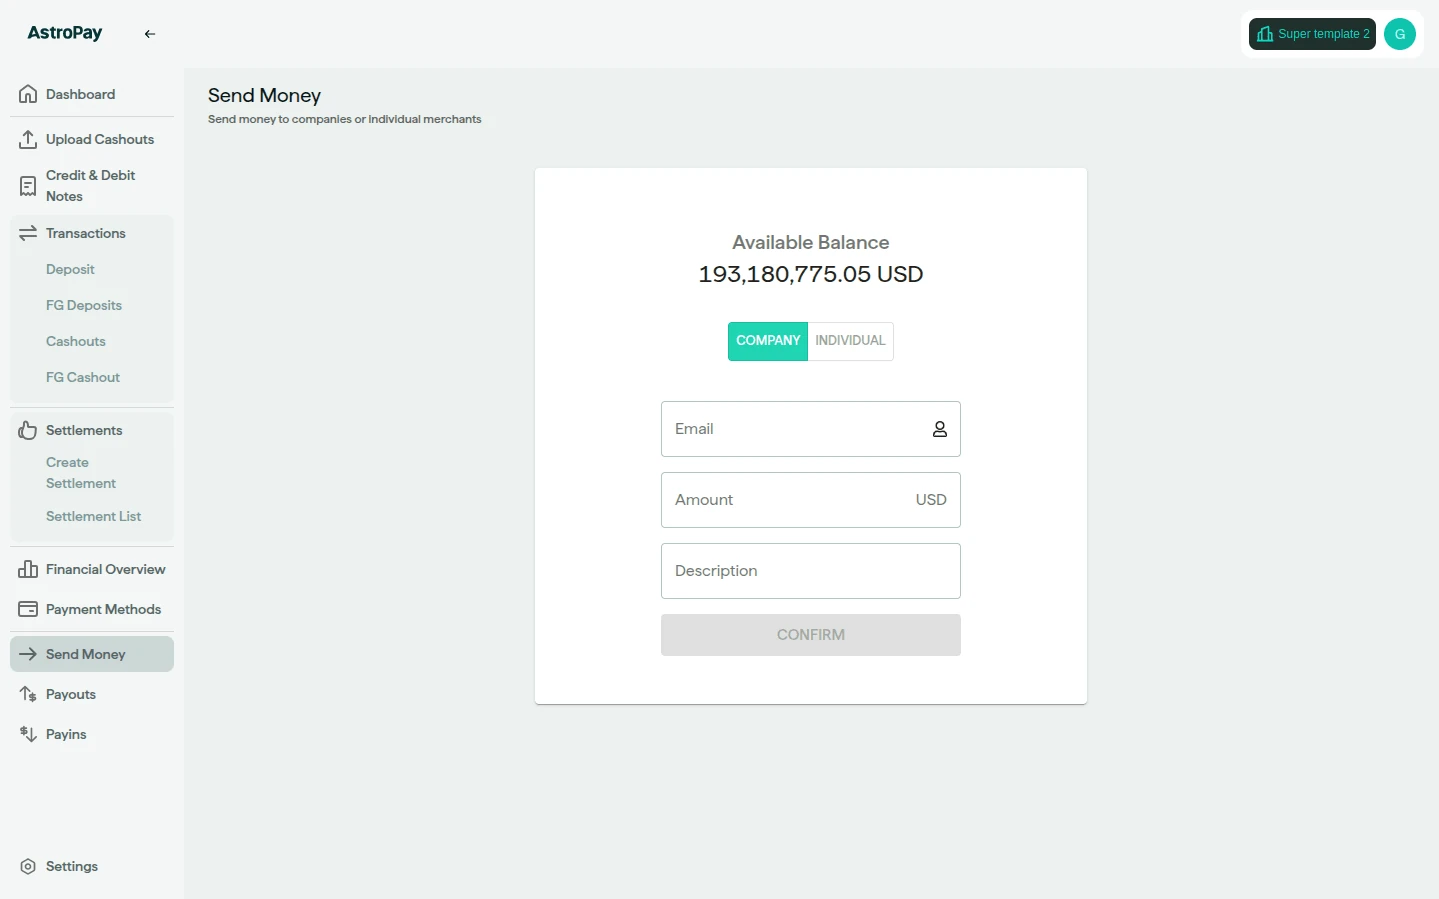 AstroPay
Super template 2
G
Dashboard
Upload Cashouts
Credit & Debit
Notes
Transactions
Deposit
FG Deposits
Cashouts
FG Cashout
Settlements
Create
Settlement
Settlement List
Financial Overview
Payment Methods
Send Money
Payouts
Payins
Settings
Send Money
Send money to companies or individual merchants
Available Balance
193,180,775.05 USD
COMPANY INDIVIDUAL
Email
Amount USD
Description
CONFIRM